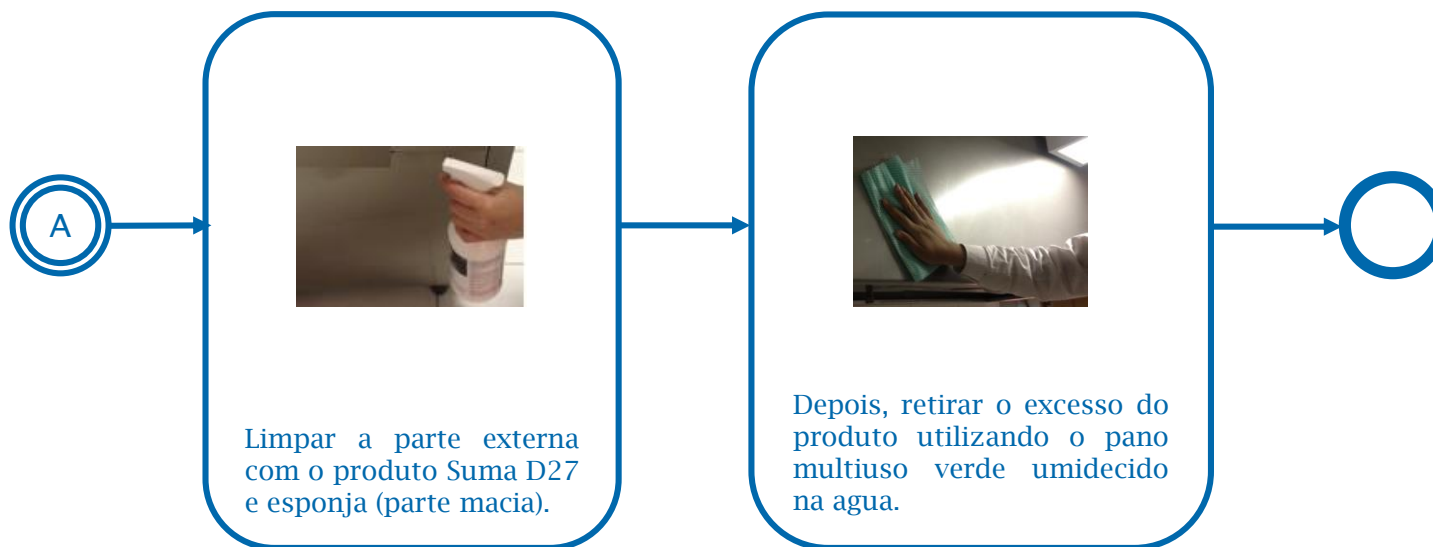 A
Limpar a parte externa
com o produto Suma D27
e esponja (parte macia).
Depois, retirar o excesso do
produto utilizando o pano
multiuso verde umidecido
na agua.